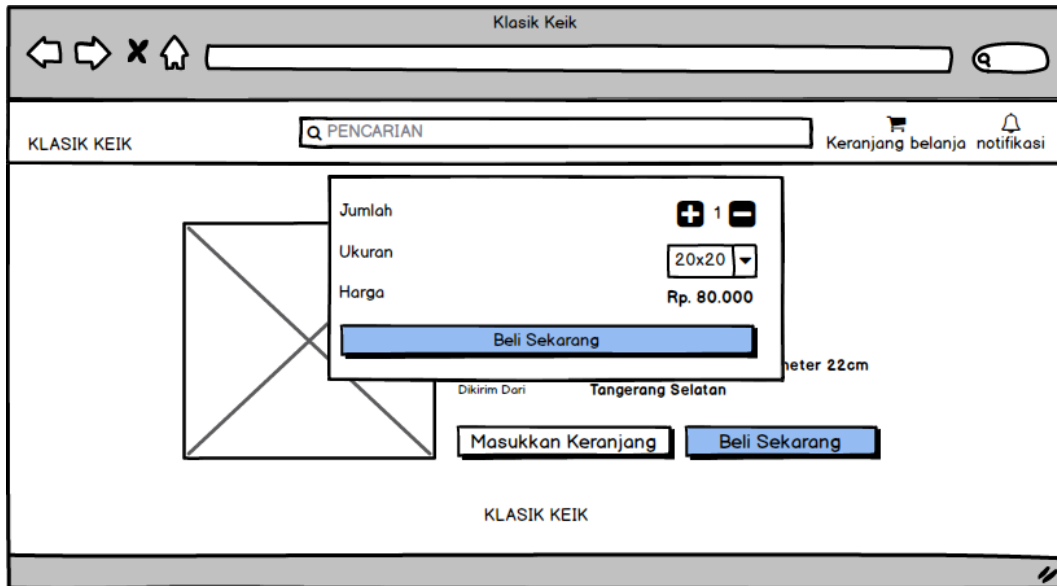 Klasik Keik
KLASIK KEIK
PENCARIAN
Keranjang belanja
notifikasi
Jumlah
1
Ukuran
20x20
Harga
Rp. 80.000
Beli Sekarang
22cm
Dikirim Dari
Tangerang Selatan
Masukkan Keranjang
Beli Sekarang
KLASIK KEIK